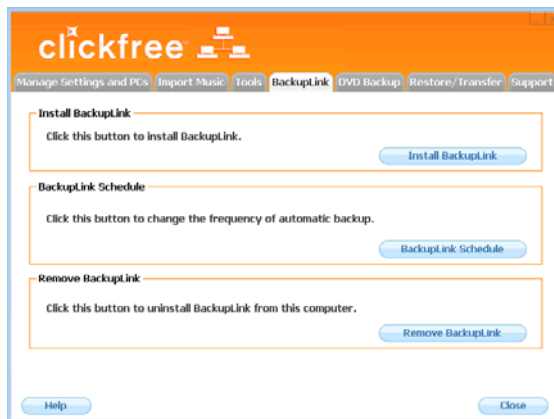 clickfree
Manage Settings and PCs Import Music Tools BackupLink DVD Backup Restore/Transfer Support
Install BackupLink
Click this button to install BackupLink.
Install BackupLink
BackupLink Schedule
Click this button to change the frequency of automatic backup.
BackupLink Schedule
Remove BackupLink
Click this button to uninstall BackupLink from this computer.
Remove BackupLink
Help Close